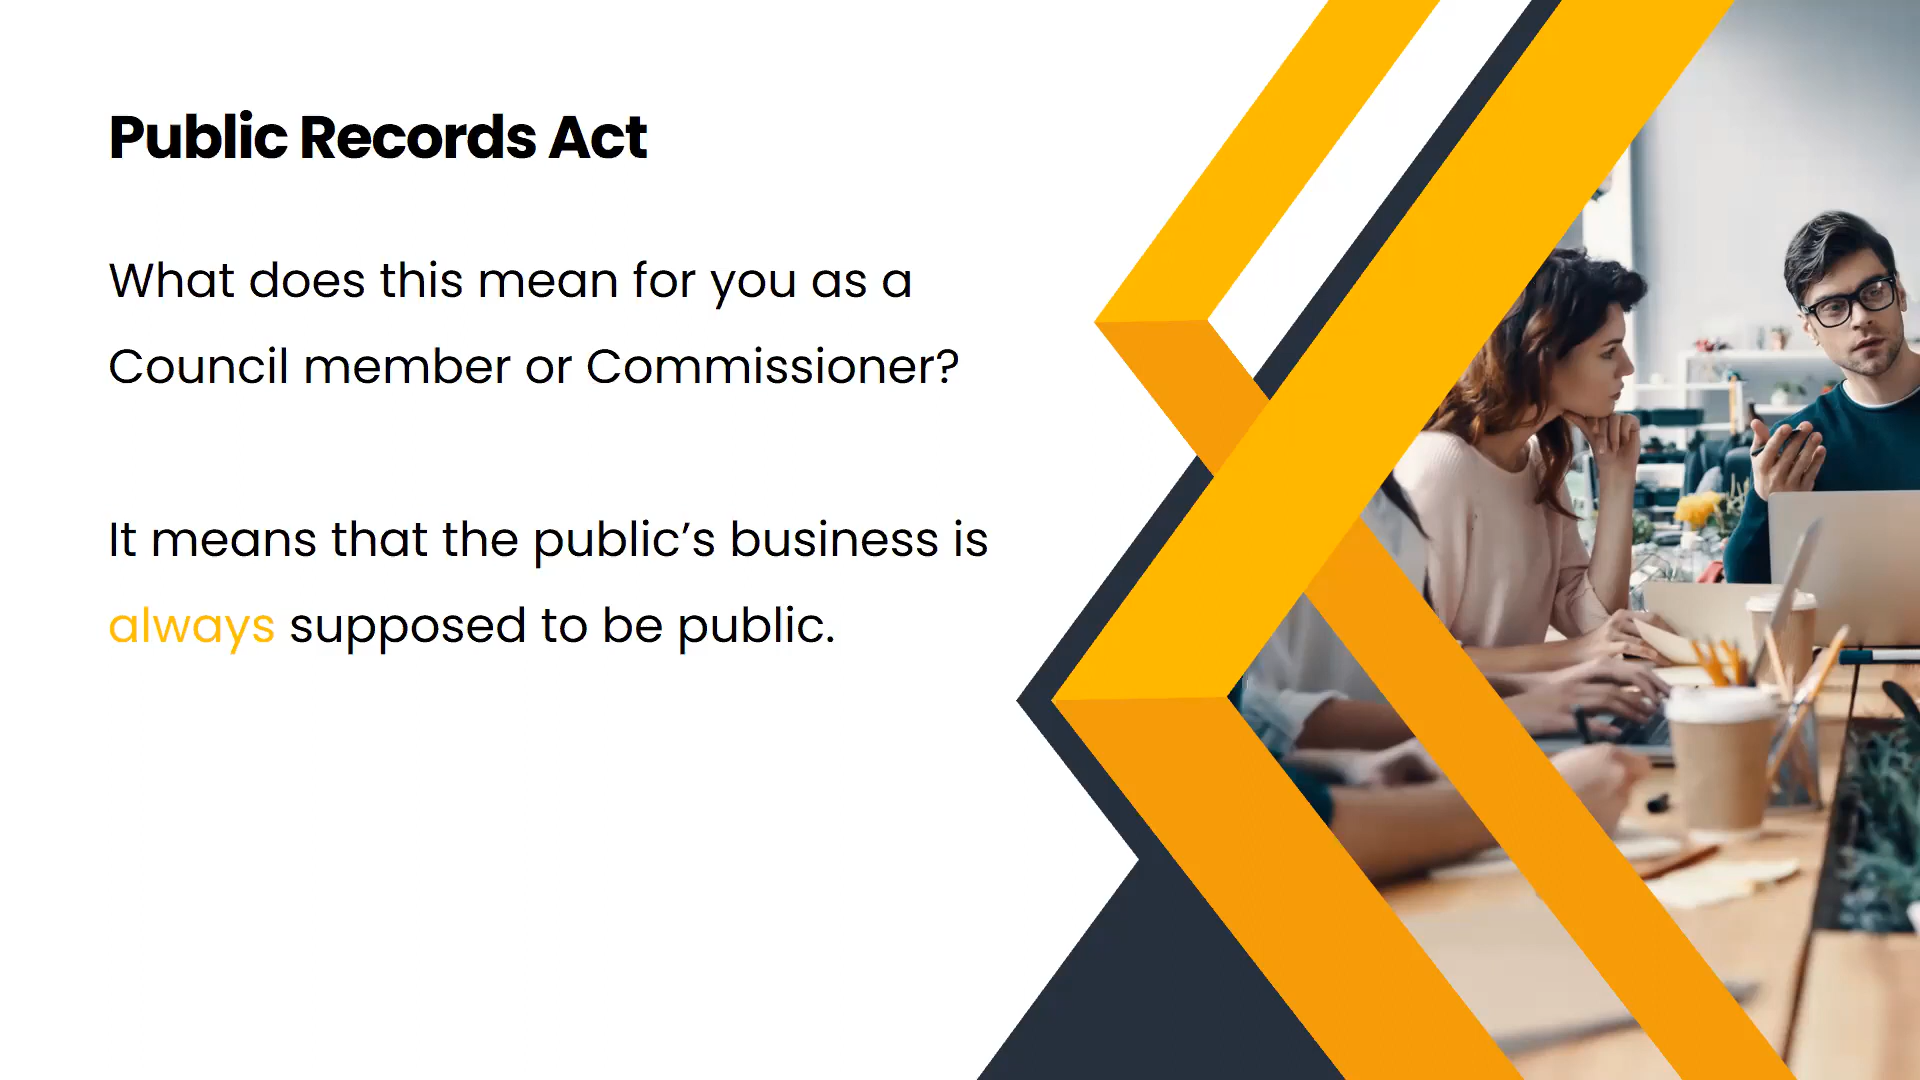 Public Records Act
What does this mean for you as a
Council member or Commissioner?
It means that the public’s business is
always supposed to be public.